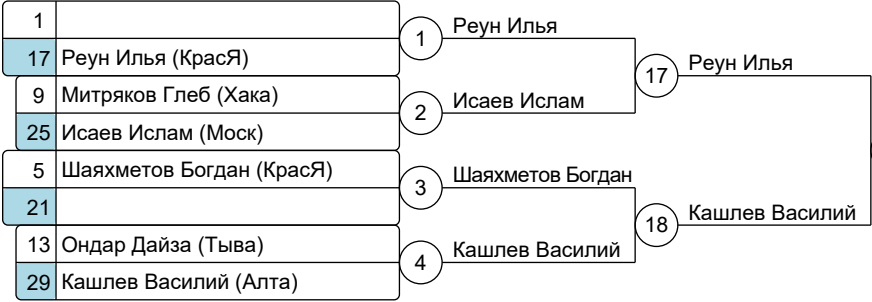 1
17 Реун Илья (КрасЯ)
9 Митряков Глеб (Хака)
25 Исаев Ислам (Моск)
5 Шаяхметов Богдан (КрасЯ)
21
13 Ондар Дайза (Тыва)
29 Кашлев Василий (Алта)
1 Реун Илья
2 Исаев Ислам
3 Шаяхметов Богдан
4 Кашлев Василий
17 Реун Илья
18 Кашлев Василий